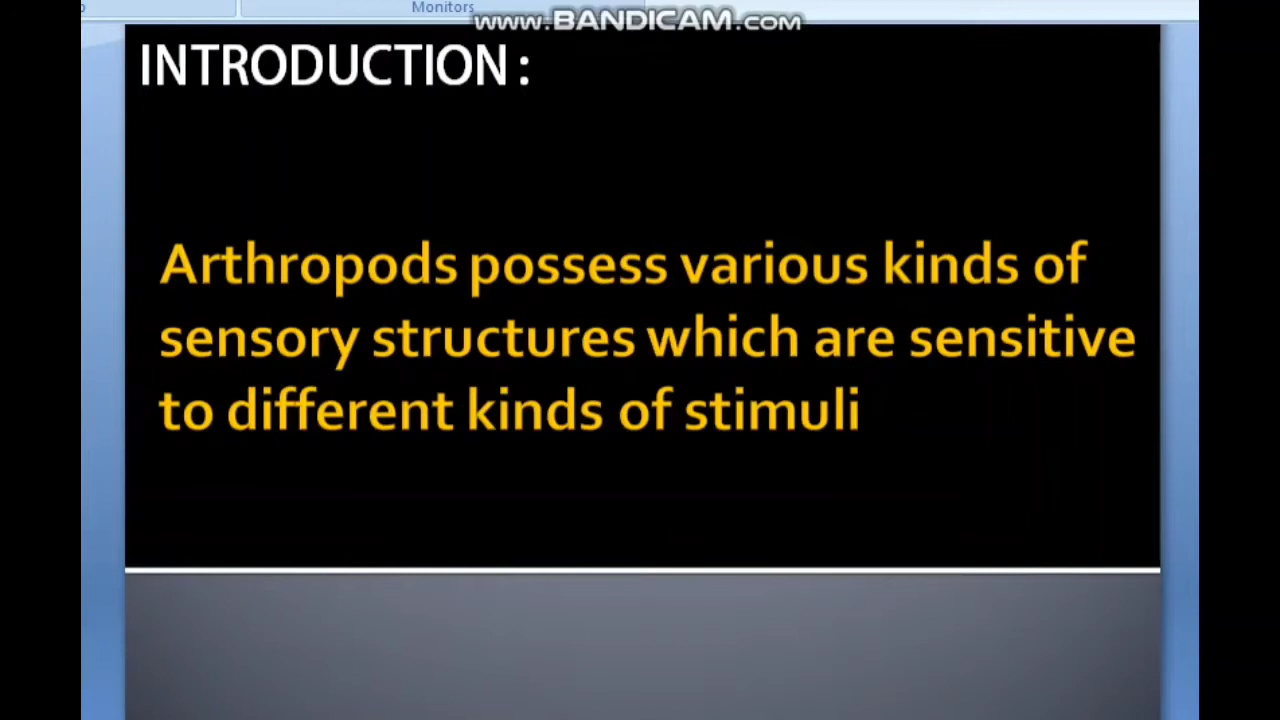 Monitors
www.BANDICAM.com
INTRODUCTION :
Arthropods possess various kinds of
sensory structures which are sensitive
to different kinds of stimuli